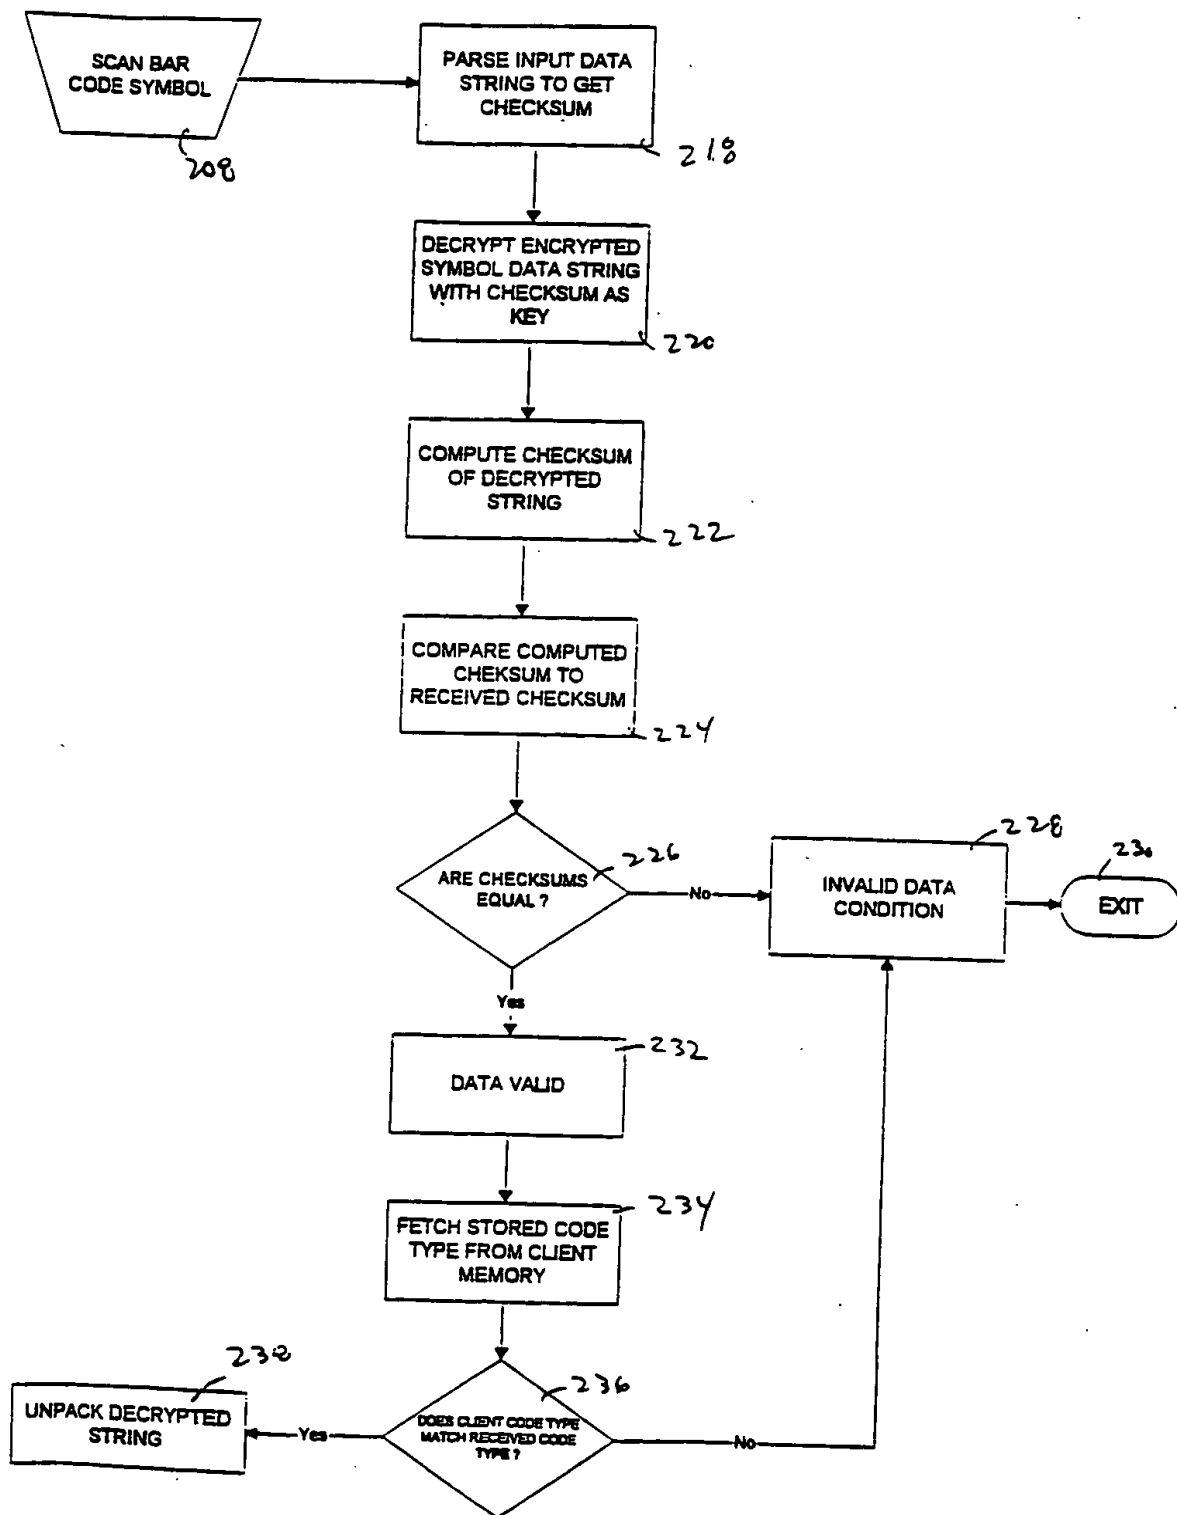 SCAN BAR
CODE SYMBOL
208
PARSE INPUT DATA
STRING TO GET
CHECKSUM
218
DECRYPT ENCRYPTED
SYMBOL DATA STRING
WITH CHECKSUM AS
KEY
220
COMPUTE CHECKSUM
OF DECRYPTED
STRING
222
COMPARE COMPUTED
CHEKSUM TO
RECEIVED CHECKSUM
224
ARE CHECKSUMS
EQUAL ?
226
No
INVALID DATA
CONDITION
228
EXIT
230
Yes
DATA VALID
232
FETCH STORED CODE
TYPE FROM CLIENT
MEMORY
234
DOES CLIENT CODE TYPE
MATCH RECEIVED CODE
TYPE ?
236
No
Yes
UNPACK DECRYPTED
STRING
238